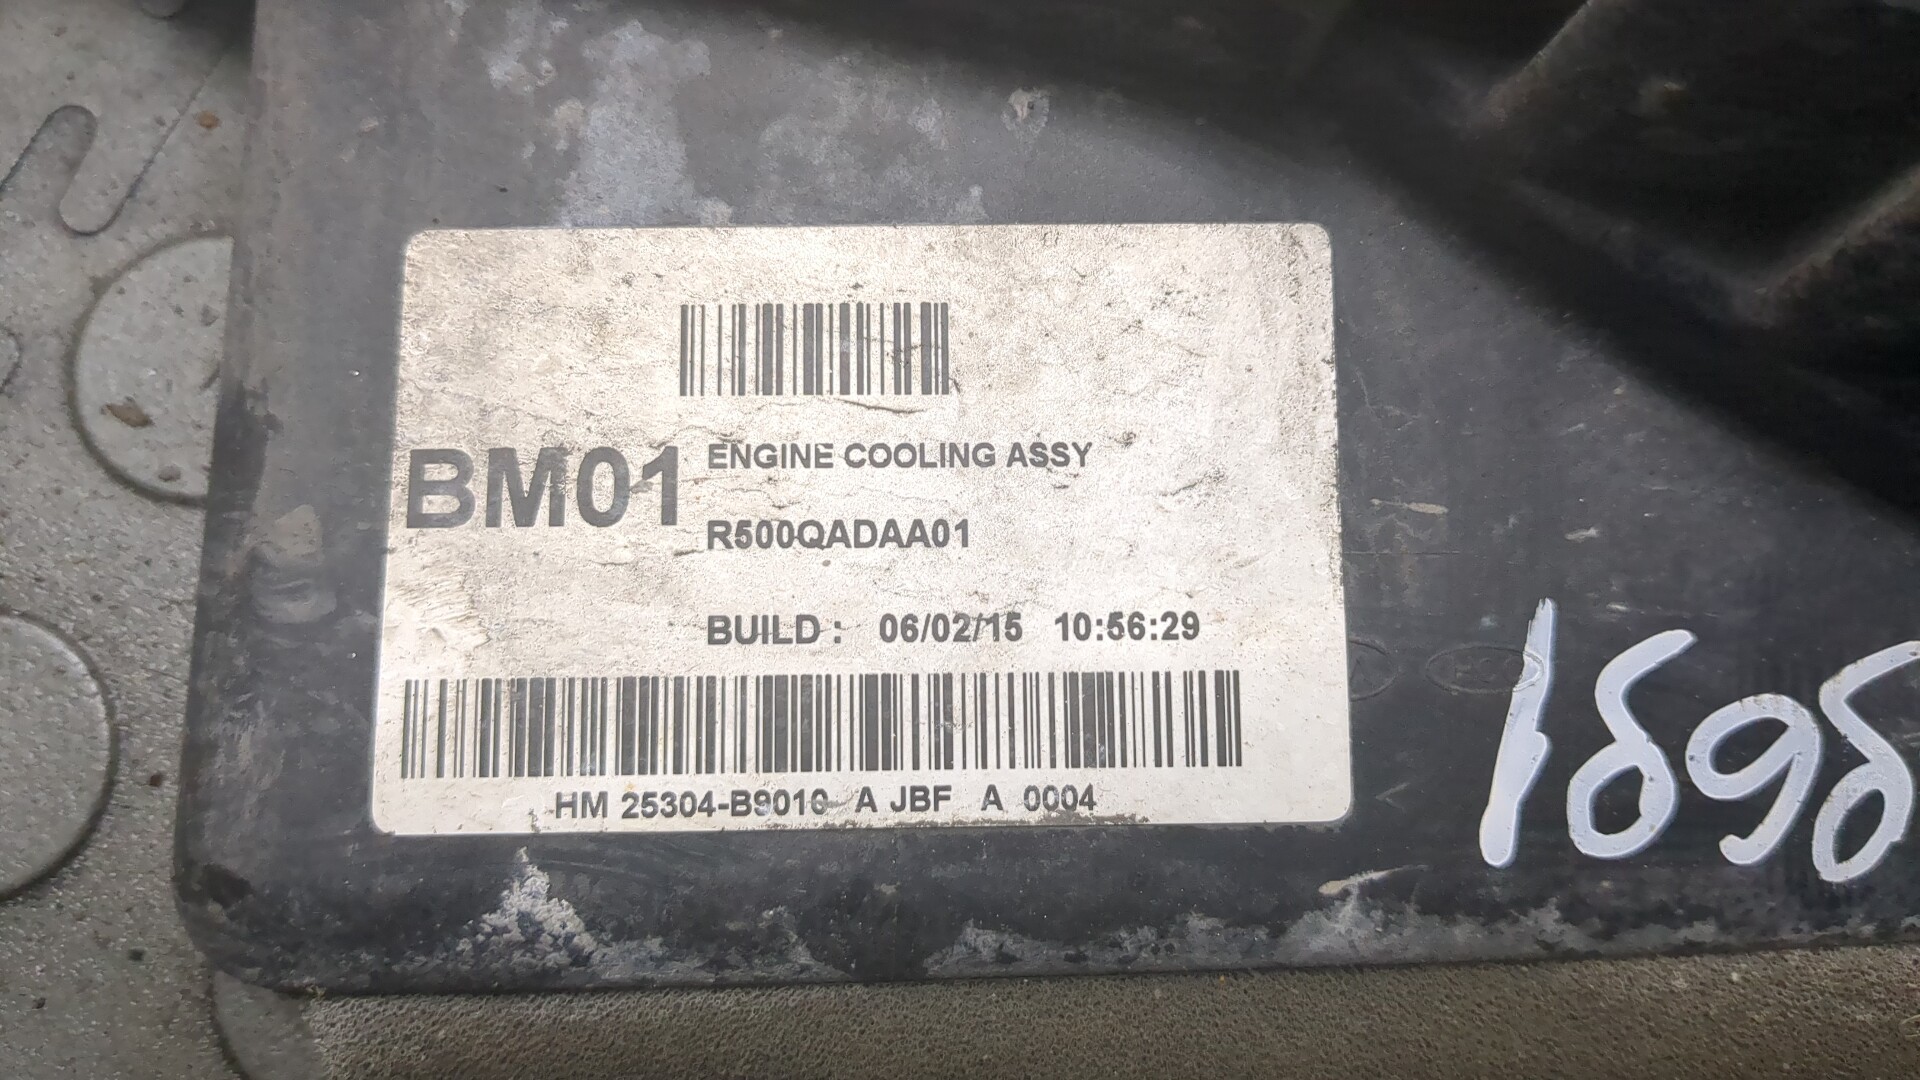 BM01
ENGINE COOLING ASSY
R500QADAA01
BUILD : 06/02/15 10:56:29
HM 25304-B9010 A JBF A 0004
1898